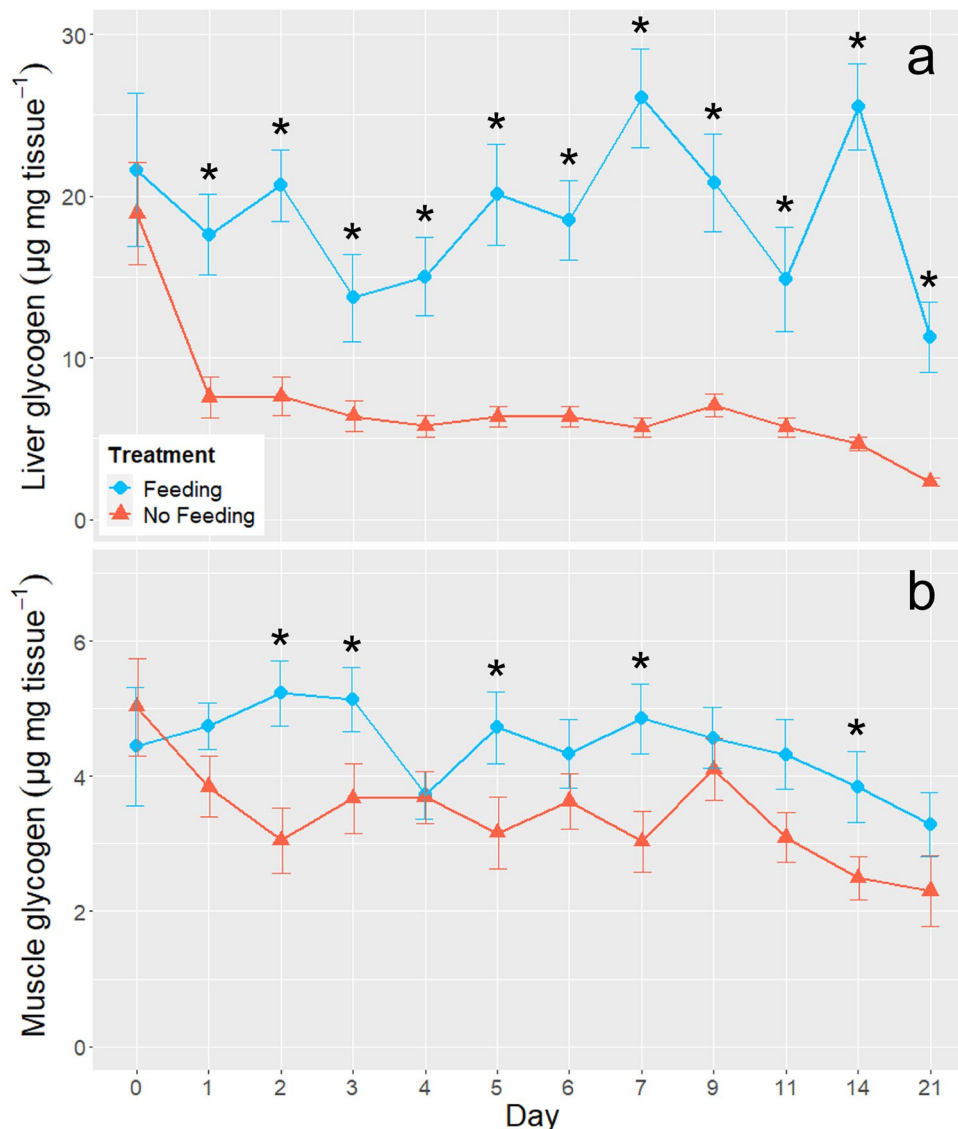 a
* * * * * * * * * * *
30
20
10
0
Liver glycogen (μg mg tissue⁻¹)
Treatment
Feeding
No Feeding
b
* * * * *
6
4
2
0
Muscle glycogen (μg mg tissue⁻¹)
0 1 2 3 4 5 6 7 9 11 14 21
Day